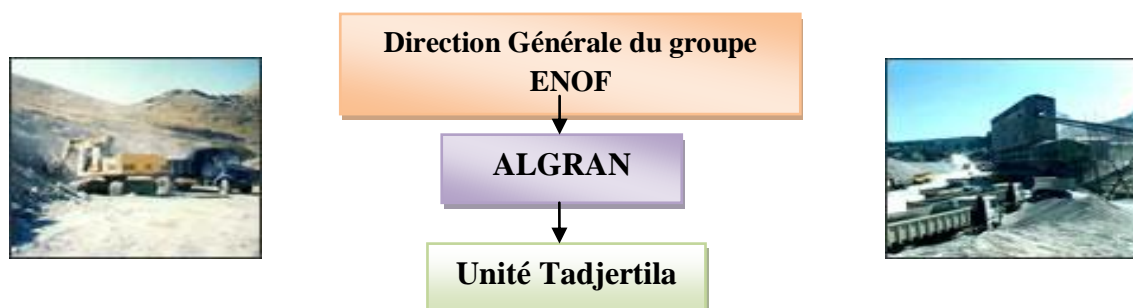 Direction Générale du groupe
ENOF
ALGRAN
Unité Tadjertila